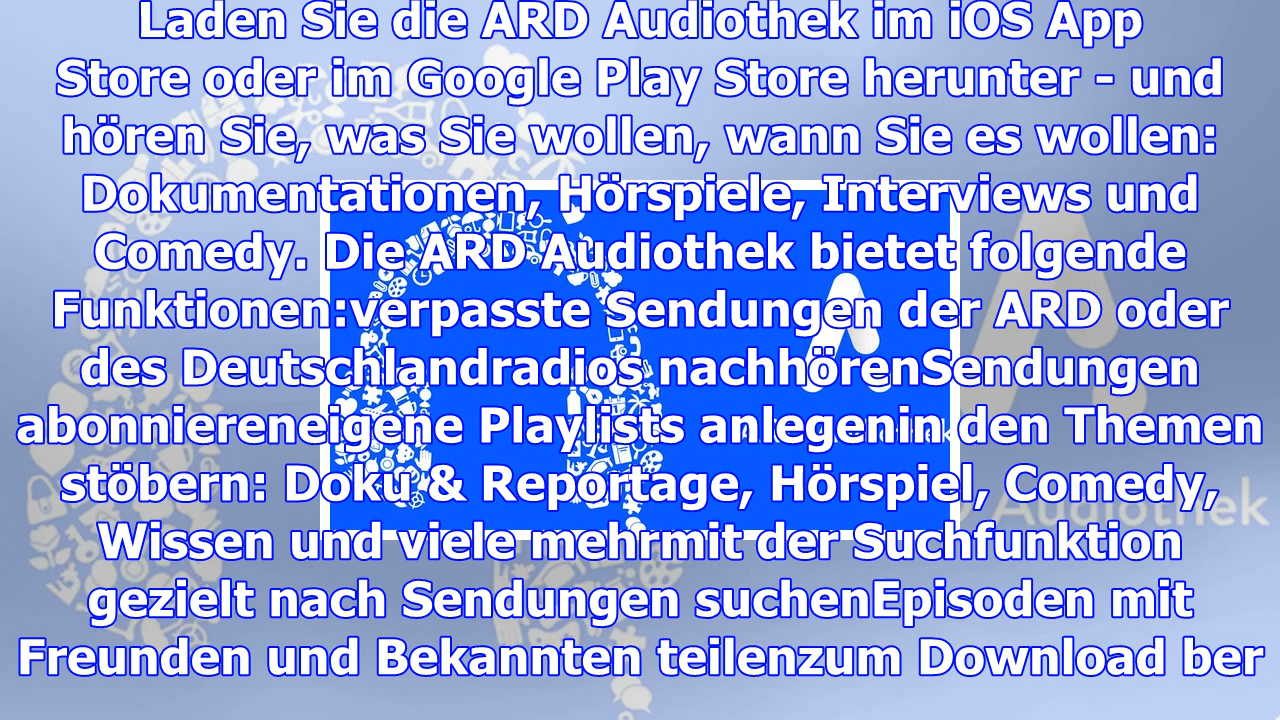 Laden Sie die ARD Audiothek im iOS App
Store oder im Google Play Store herunter - und
hören Sie, was Sie wollen, wann Sie es wollen:
Dokumentationen, Hörspiele, Interviews und
Comedy. Die ARD Audiothek bietet folgende
Funktionen:verpasste Sendungen der ARD oder
des Deutschlandradios nachhörenSendungen
abonniereneigene Playlists anlegenin den Themen
stöbern: Doku & Reportage, Hörspiel, Comedy,
Wissen und viele mehrmit der Suchfunktion
gezielt nach Sendungen suchenEpisoden mit
Freunden und Bekannten teilenzum Download ber
Audiothek